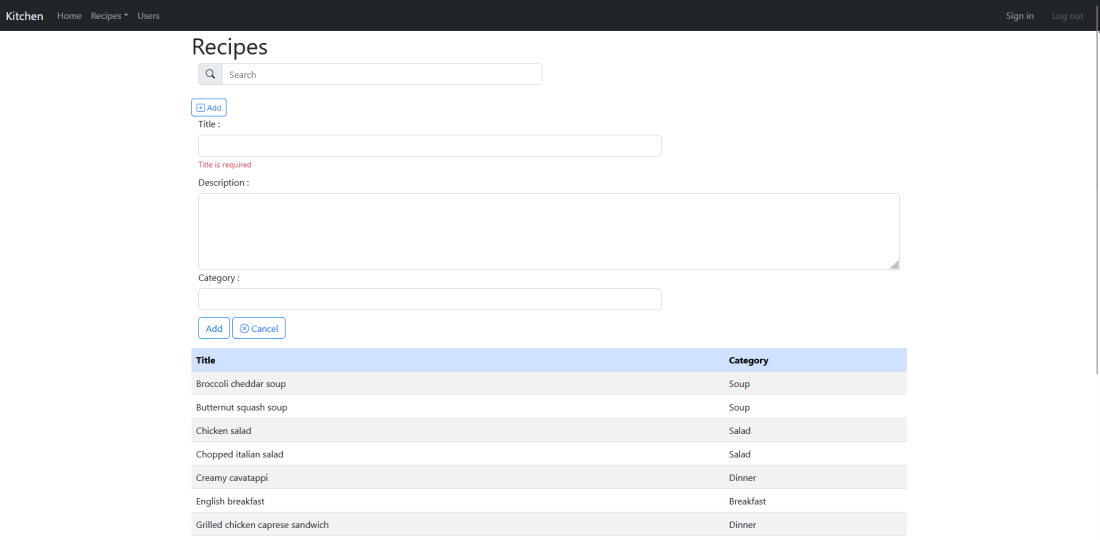 Kitchen Home Recipes Users Sign in Log out
Recipes
Search
Add
Title :
Title is required
Description :
Category :
Add Cancel
Title Category
Broccoli cheddar soup Soup
Butternut squash soup Soup
Chicken salad Salad
Chopped italian salad Salad
Creamy cavatappi Dinner
English breakfast Breakfast
Grilled chicken caprese sandwich Dinner